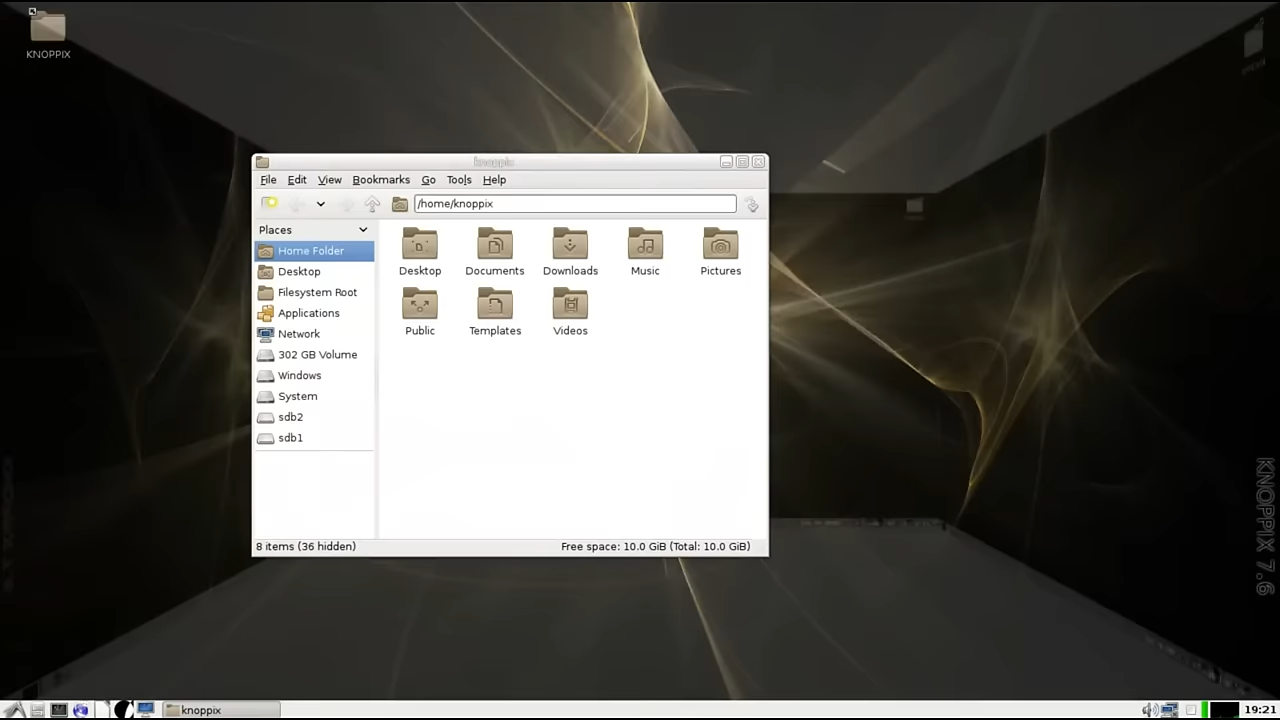 KNOPPIX
knoppix
File Edit View Bookmarks Go Tools Help
/home/knoppix
Places
Home Folder
Desktop
Filesystem Root
Applications
Network
302 GB Volume
Windows
System
sdb2
sdb1
Desktop Documents Downloads Music Pictures
Public Templates Videos
8 items (36 hidden) Free space: 10.0 GiB (Total: 10.0 GiB)
KNOPPIX 7.6
knoppix 19:21